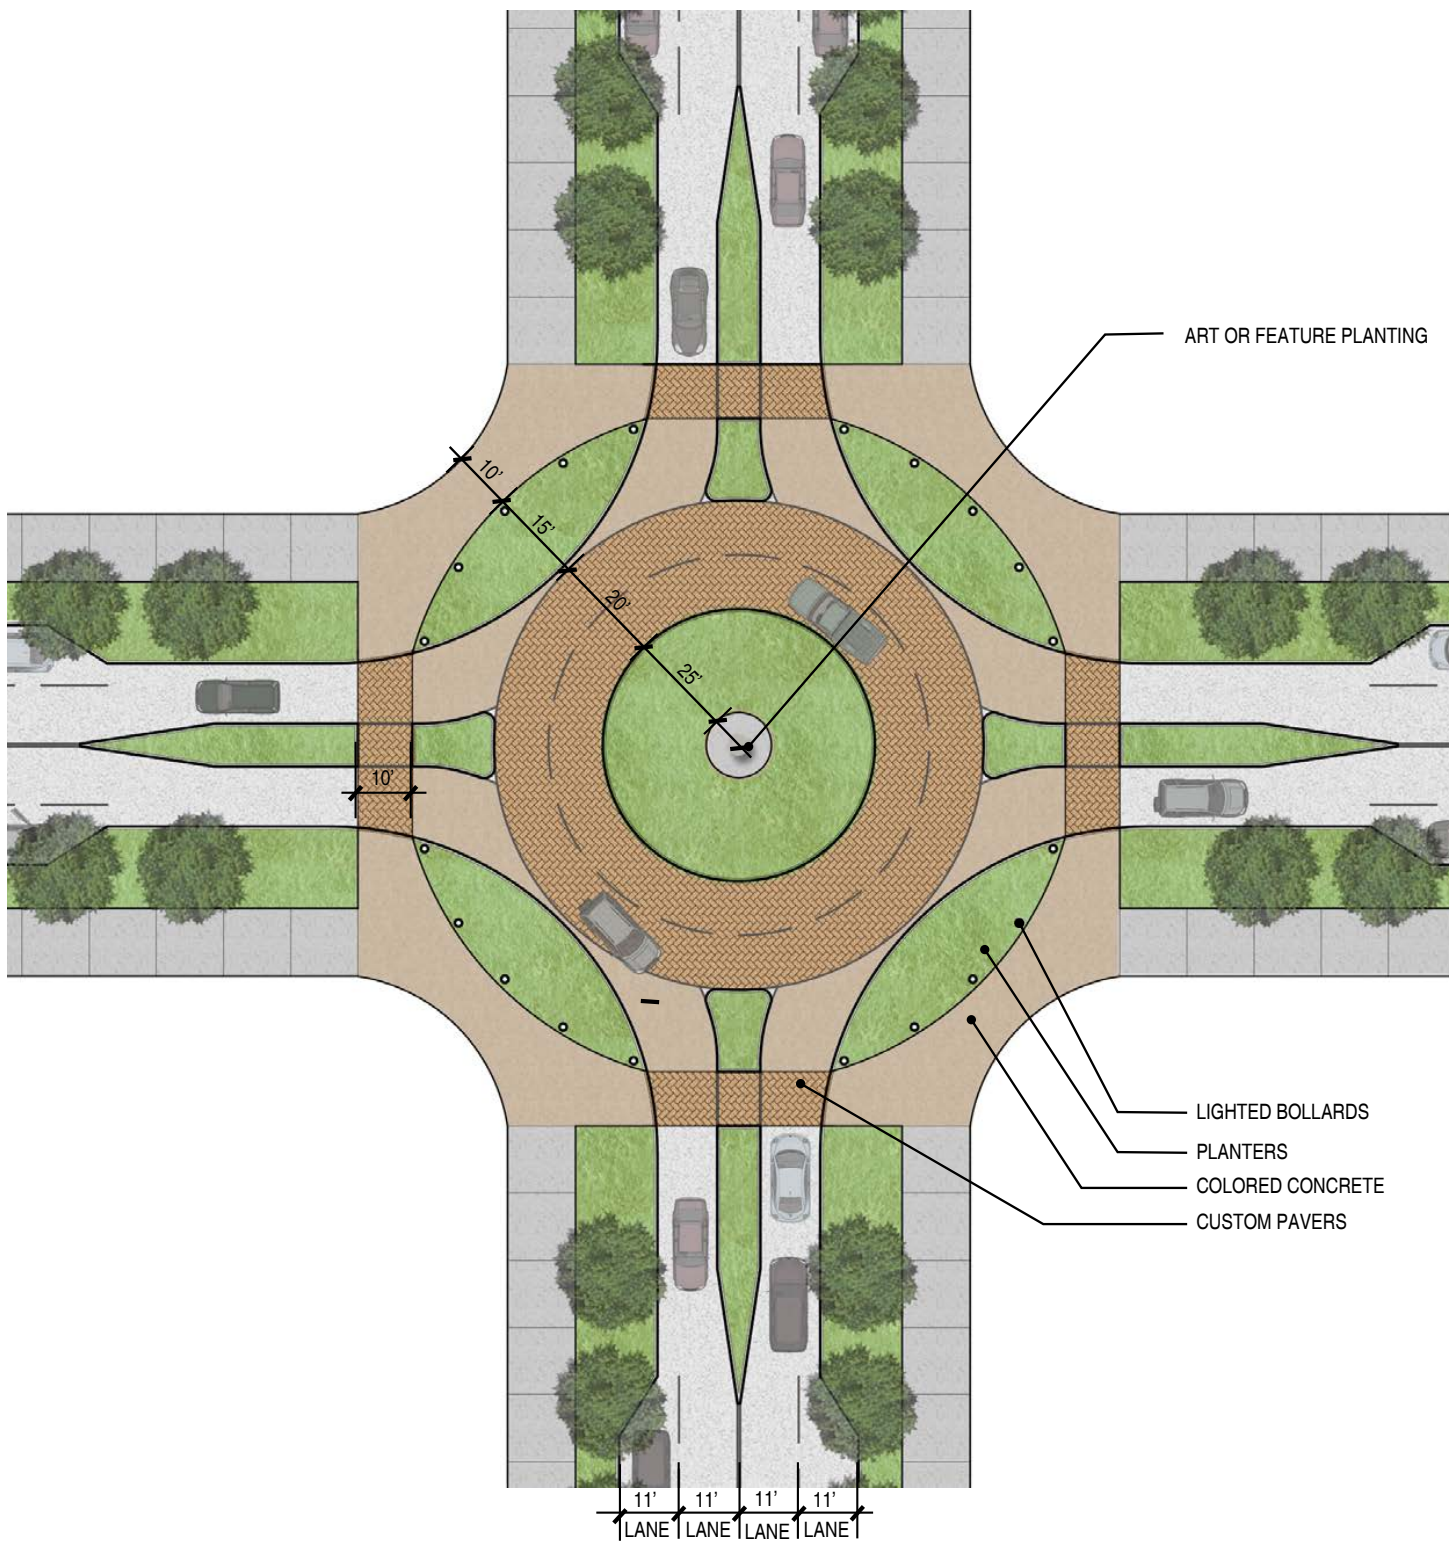 ART OR FEATURE PLANTING
10’
15’
20’
25’
10’
LIGHTED BOLLARDS
PLANTERS
COLORED CONCRETE
CUSTOM PAVERS
11’ 11’ 11’ 11’
LANE LANE LANE LANE